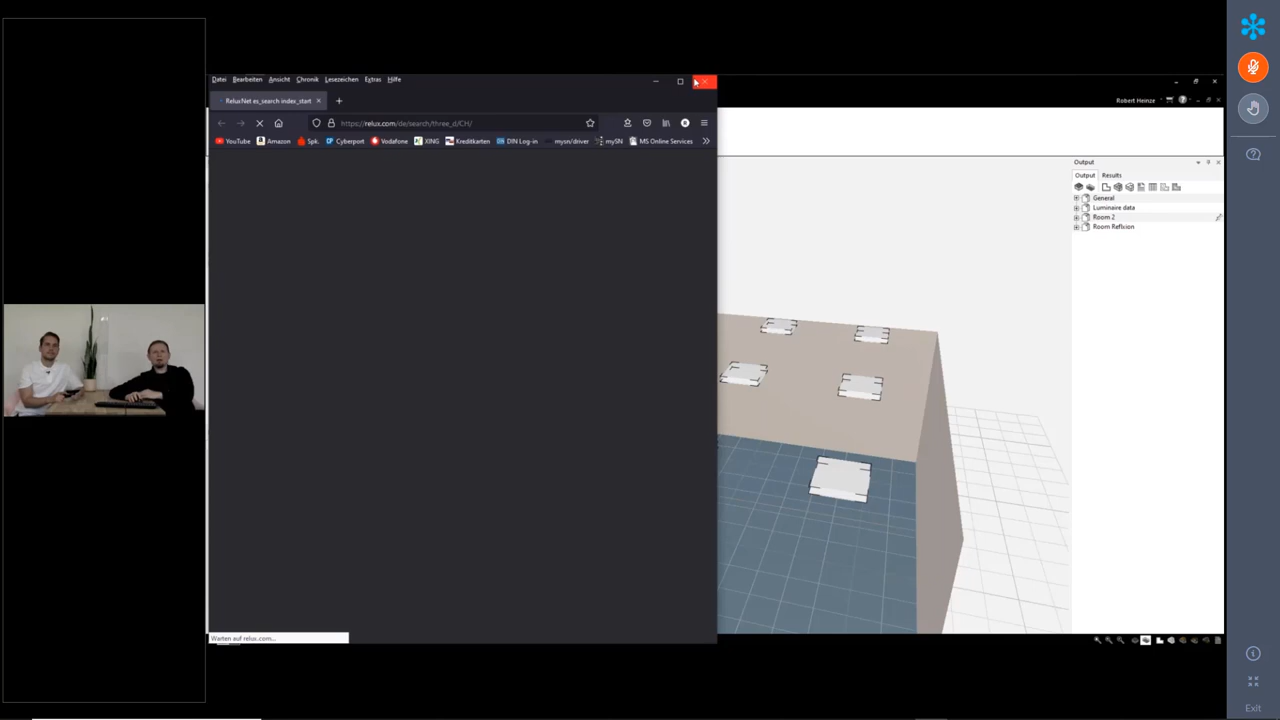 Datei Bearbeiten Ansicht Chronik Lesezeichen Extras Hilfe
ReluxNet es_search index_start
https://relux.com/de/search/three_d/CH/
YouTube Amazon Spk. Cyberport Vodafone XING Kreditkarten DIN Log-in mysn/driver mySN MS Online Services
Warten auf relux.com...
Robert Heinze
Output
Output Results
General
Luminaire data
Room 2
Room Reflxion
Exit